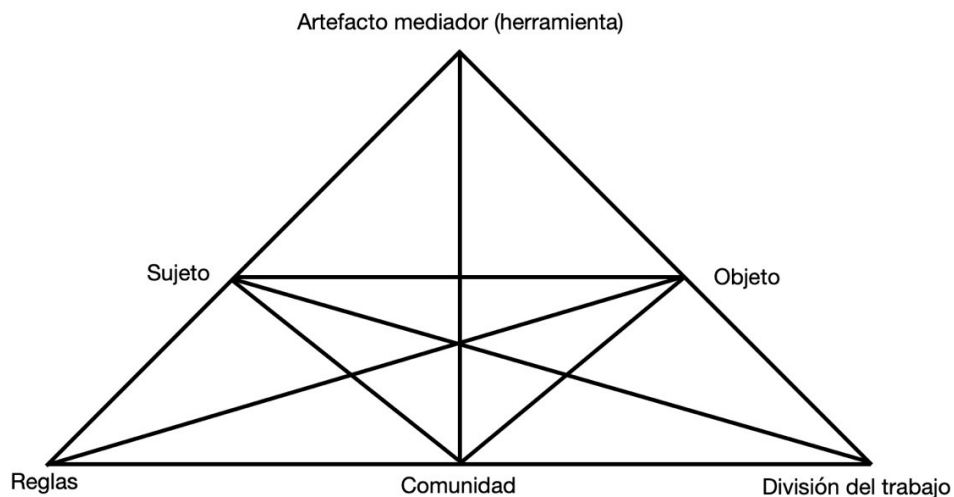 Artefacto mediador (herramienta)
Sujeto
Objeto
Reglas
Comunidad
División del trabajo